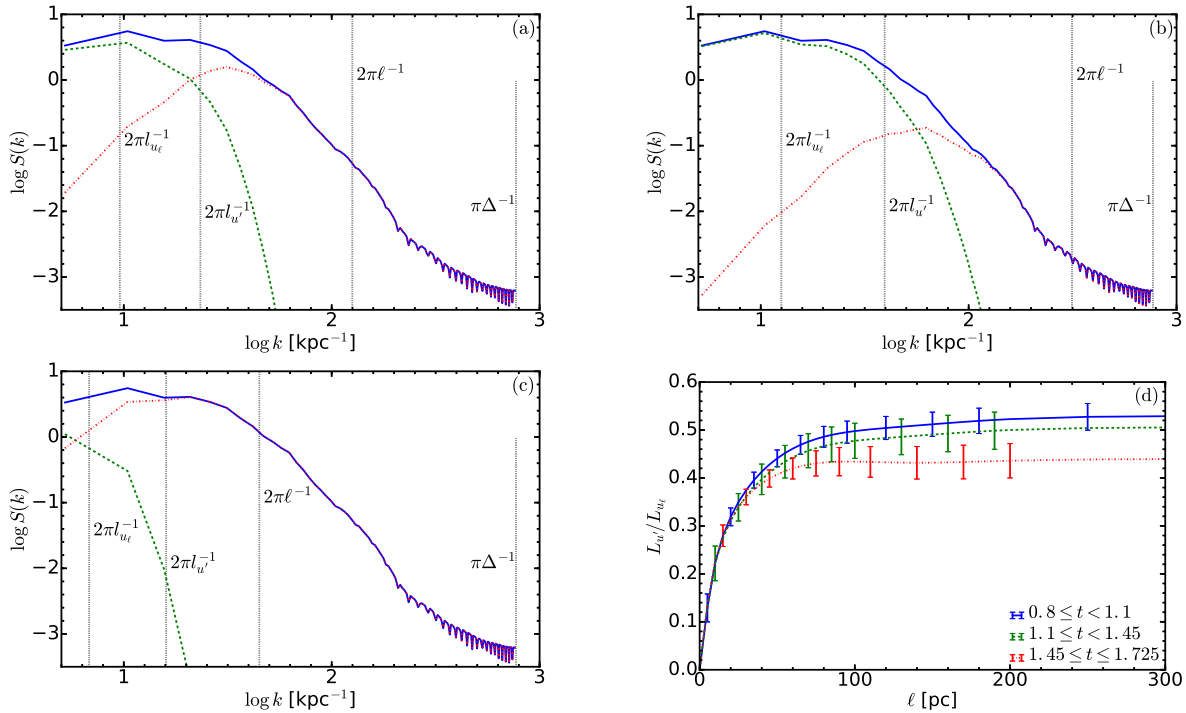 (a)
log S(k)
1
0
−1
−2
−3
2πℓ⁻¹
2πl_{u_ℓ}⁻¹
2πl_{u′}⁻¹
πΔ⁻¹
1
2
3
log k [kpc⁻¹]
(b)
log S(k)
1
0
−1
−2
−3
2πℓ⁻¹
2πl_{u_ℓ}⁻¹
2πl_{u′}⁻¹
πΔ⁻¹
1
2
3
log k [kpc⁻¹]
(c)
log S(k)
1
0
−1
−2
−3
2πℓ⁻¹
2πl_{u_ℓ}⁻¹
2πl_{u′}⁻¹
πΔ⁻¹
1
2
3
log k [kpc⁻¹]
(d)
L_{u′}/L_{u_ℓ}
0.6
0.5
0.4
0.3
0.2
0.1
0.0
0.8 ≤ t < 1.1
1.1 ≤ t < 1.45
1.45 ≤ t ≤ 1.725
0
100
200
300
ℓ [pc]